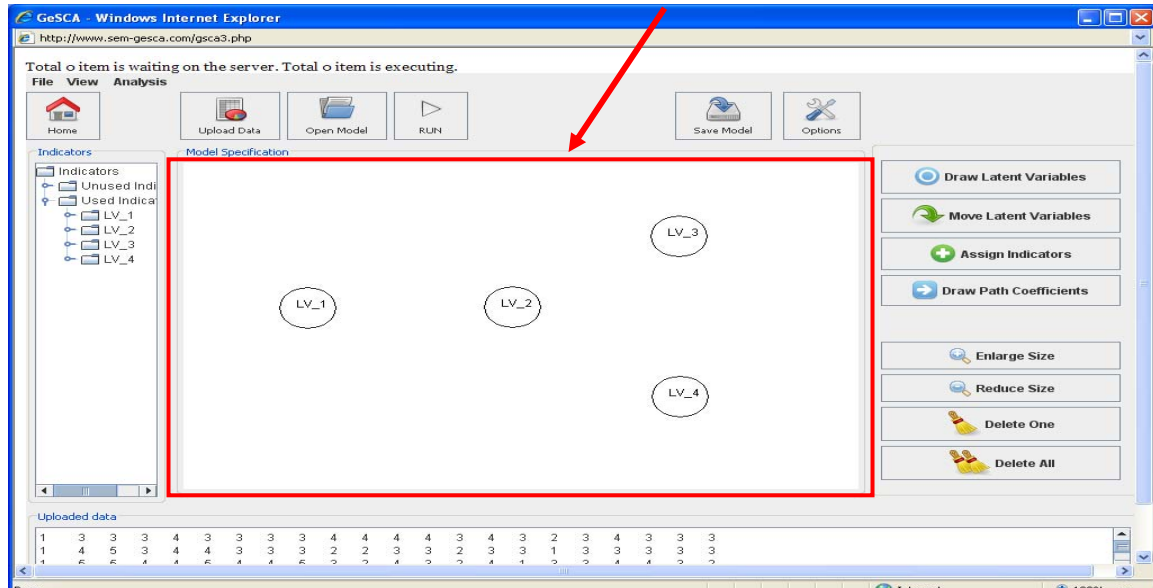 GeSCA - Windows Internet Explorer
http://www.sem-gesca.com/gsca3.php
Total 0 item is waiting on the server. Total 0 item is executing.
File View Analysis
Home
Upload Data
Open Model
RUN
Save Model
Options
Indicators
Indicators
Unused Indi
Used Indica
LV_1
LV_2
LV_3
LV_4
Model Specification
LV_3
LV_1
LV_2
LV_4
Draw Latent Variables
Move Latent Variables
Assign Indicators
Draw Path Coefficients
Enlarge Size
Reduce Size
Delete One
Delete All
Uploaded data
1 3 3 3 4 3 3 3 3 4 4 4 4 3 4 3 2 3 4 3 3 3
1 4 5 3 4 4 3 3 3 2 2 3 3 2 3 3 1 3 3 3 3 3